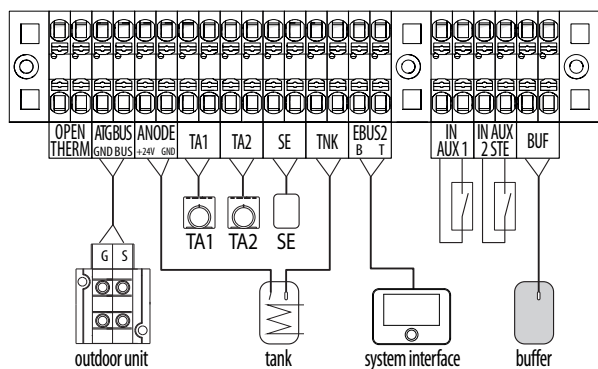 OPEN THERM ATGBUS ANODE TA1 TA2 SE TNK EBUS2 IN AUX 1 IN AUX 2 STE BUF
GND BUS +24V GND B T
TA1 TA2 SE
G S
outdoor unit tank system interface buffer